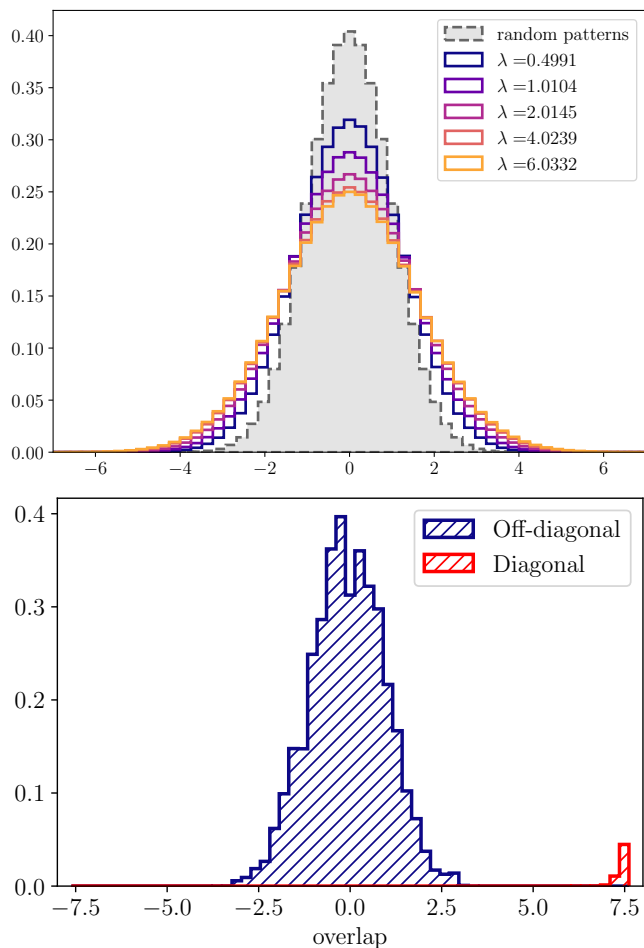 0.40
0.35
0.30
0.25
0.20
0.15
0.10
0.05
0.00
random patterns
λ =0.4991
λ =1.0104
λ =2.0145
λ =4.0239
λ =6.0332
−6 −4 −2 0 2 4 6
0.4
0.3
0.2
0.1
0.0
Off-diagonal
Diagonal
−7.5 −5.0 −2.5 0.0 2.5 5.0 7.5
overlap